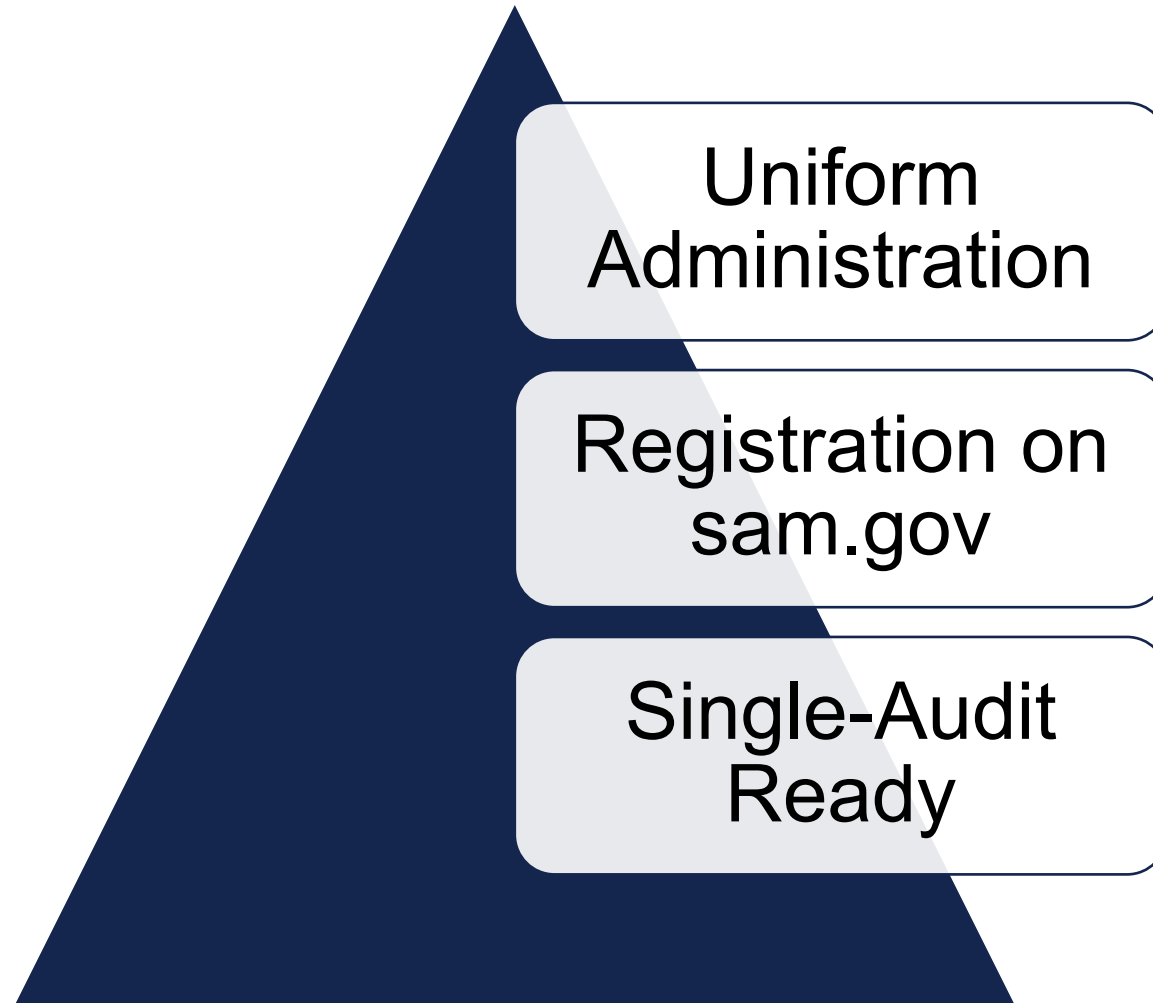 Uniform
Administration
Registration on
sam.gov
Single-Audit
Ready